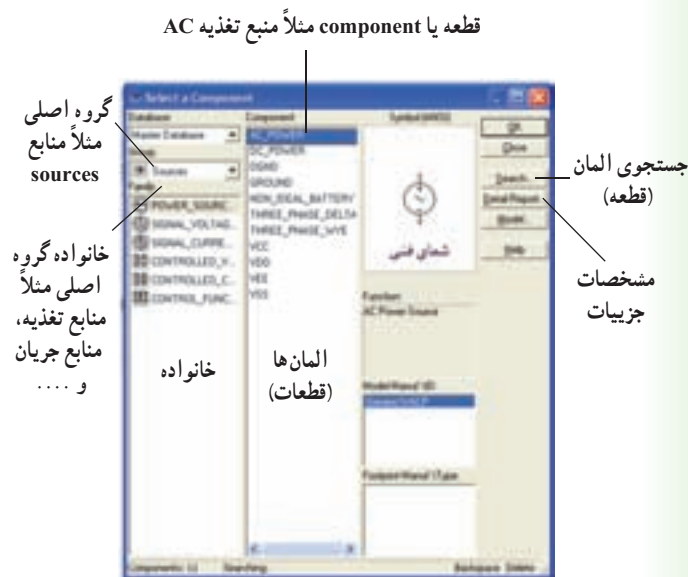 قطعه یا component مثلاً منبع تغذیه AC
گروه اصلی
مثلاً منابع
sources
خانواده گروه
اصلی مثلاً
منابع تغذیه،
منابع جریان
و ....
جستجوی المان
(قطعه)
مشخصات
جزییات
Select a Component
Database
Component
Symbol (ANSI)
Master Database
Group
Sources
Family
POWER_SOURC...
SIGNAL_VOLTAG...
SIGNAL_CURRE...
CONTROLLED_V...
CONTROLLED_C...
CONTROL_FUNC...
خانواده
AC_POWER
DC_POWER
DGND
GROUND
NON_IDEAL_BATTERY
THREE_PHASE_DELTA
THREE_PHASE_WYE
VCC
VDD
VEE
VSS
المان‌ها
(قطعات)
شمای فنی
Function
AC Power Source
Model Manuf.\ID
Footprint Manuf.\Type
OK
Close
Search...
Detail Report
Model...
Help
Components: 11
Searching:
Backspace Delete